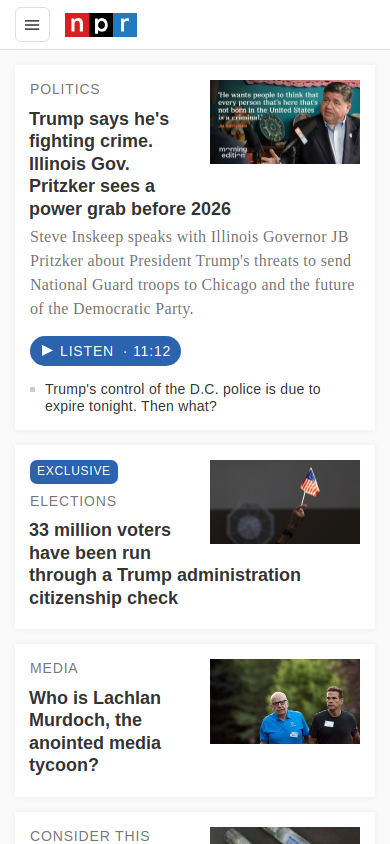 npr
POLITICS
Trump says he's
fighting crime.
Illinois Gov.
Pritzker sees a
power grab before 2026
"He wants people to think that
every person that's here that's
not born in the United States
is a criminal."
morning
edition
Steve Inskeep speaks with Illinois Governor JB
Pritzker about President Trump's threats to send
National Guard troops to Chicago and the future
of the Democratic Party.
LISTEN · 11:12
Trump's control of the D.C. police is due to
expire tonight. Then what?
EXCLUSIVE
ELECTIONS
33 million voters
have been run
through a Trump administration
citizenship check
MEDIA
Who is Lachlan
Murdoch, the
anointed media
tycoon?
CONSIDER THIS